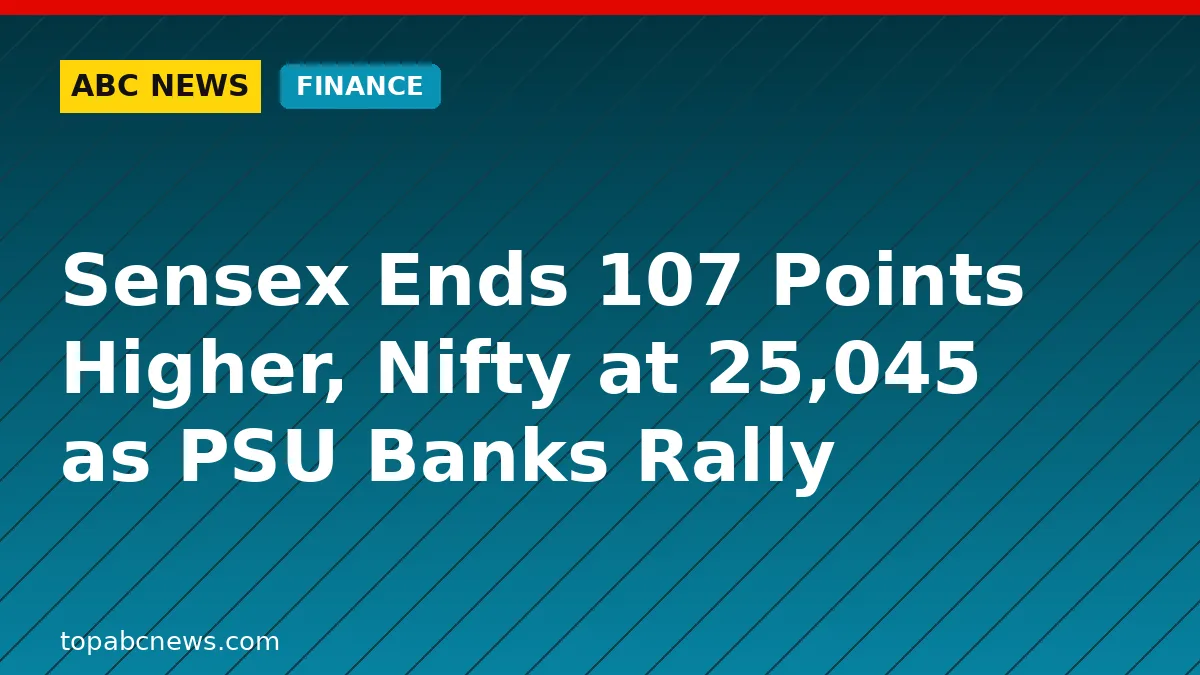 ABC NEWS
FINANCE
Sensex Ends 107 Points
Higher, Nifty at 25,045
as PSU Banks Rally
topabcnews.com